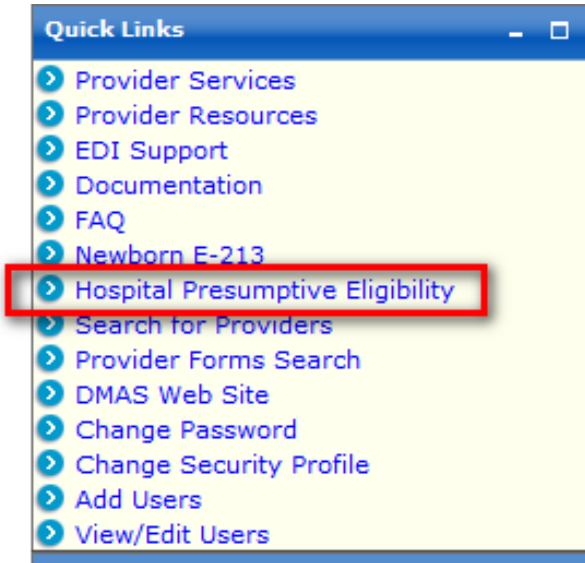 Quick Links
Provider Services
Provider Resources
EDI Support
Documentation
FAQ
Newborn E-213
Hospital Presumptive Eligibility
Search for Providers
Provider Forms Search
DMAS Web Site
Change Password
Change Security Profile
Add Users
View/Edit Users